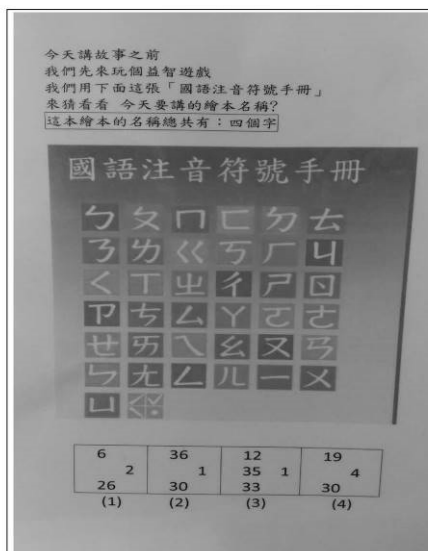 今天講故事之前
我們先來玩個益智遊戲
我們用下面這張「國語注音符號手冊」
來猜看看 今天要講的繪本名稱?
這本繪本的名稱總共有：四個字
國語注音符號手冊
ㄅ ㄆ ㄇ ㄈ ㄉ ㄊ
ㄋ ㄌ ㄍ ㄎ ㄏ ㄐ
ㄑ ㄒ ㄓ ㄔ ㄕ ㄖ
ㄗ ㄘ ㄙ ㄚ ㄛ ㄜ
ㄝ ㄞ ㄟ ㄠ ㄡ ㄢ
ㄣ ㄤ ㄥ ㄦ ㄧ ㄨ
ㄩ
6 36 12 19
2 1 35 1 4
26 30 33 30
(1) (2) (3) (4)